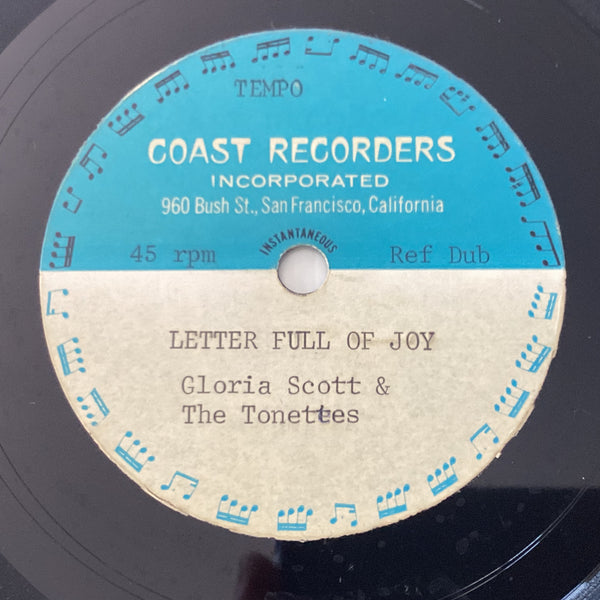 TEMPO
COAST RECORDERS
INCORPORATED
960 Bush St., San Francisco, California
INSTANTANEOUS
45 rpm Ref Dub
LETTER FULL OF JOY
Gloria Scott &
The Tonettes